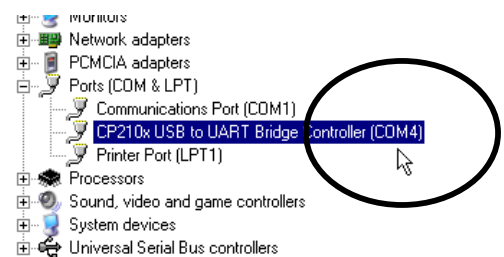 Monitors
Network adapters
PCMCIA adapters
Ports (COM & LPT)
Communications Port (COM1)
CP210x USB to UART Bridge Controller (COM4)
Printer Port (LPT1)
Processors
Sound, video and game controllers
System devices
Universal Serial Bus controllers